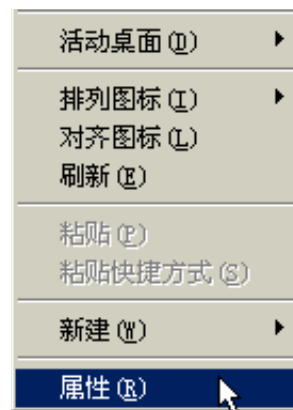 活动桌面(D)
排列图标(I)
对齐图标(L)
刷新(E)
粘贴(P)
粘贴快捷方式(S)
新建(W)
属性(R)